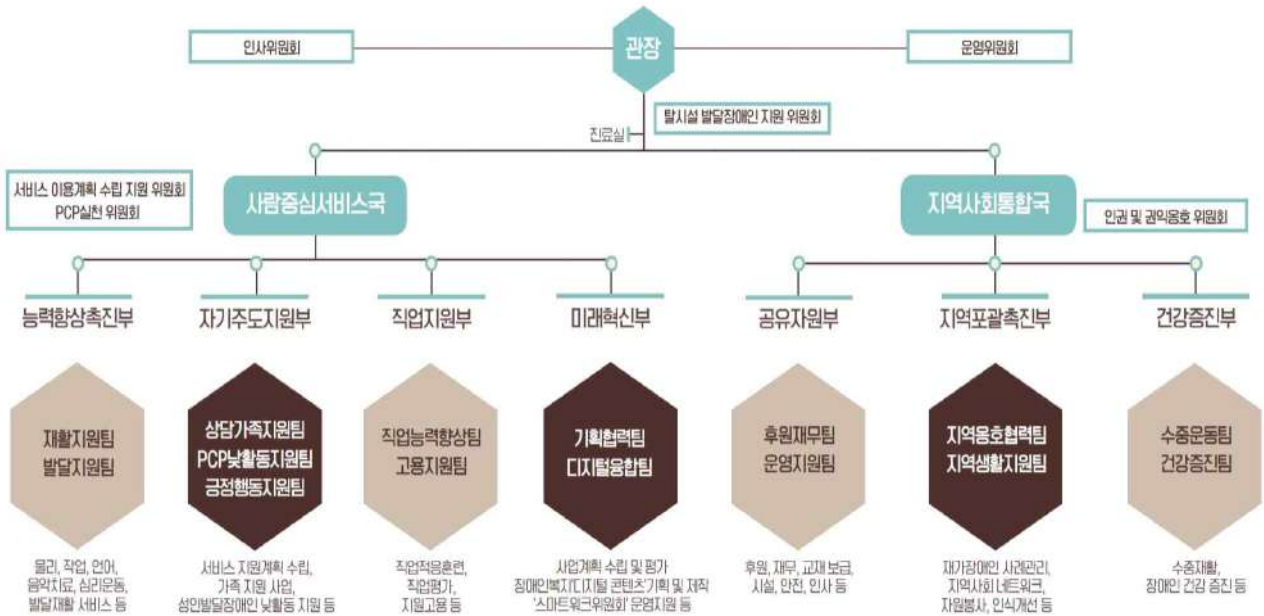 관장
인사위원회
운영위원회
탈시설 발달장애인 지원 위원회
진료실
서비스 이용계획 수립 지원 위원회
PCP실천 위원회
사람중심서비스국
지역사회통합국
인권 및 권익옹호 위원회
능력향상촉진부
자기주도지원부
직업지원부
미래혁신부
공유자원부
지역포괄촉진부
건강증진부
재활지원팀
발달지원팀
상담가족지원팀
PCP낮활동지원팀
긍정행동지원팀
직업능력향상팀
고용지원팀
기획협력팀
디지털융합팀
후원재무팀
운영지원팀
지역옹호협력팀
지역생활지원팀
수중운동팀
건강증진팀
물리, 작업, 언어,
음악치료, 심리운동,
발달재활 서비스 등
서비스 지원계획 수립,
가족 지원 사업,
성인발달장애인 낮활동 지원 등
직업적응훈련,
직업평가,
지원고용 등
사업계획 수립 및 평가
장애인복지'디지털 콘텐츠'기획 및 제작
'스마트워크위원회' 운영지원 등
후원, 재무, 교재 보급,
시설, 안전, 인사 등
재가장애인 사례관리,
지역사회 네트워크,
자원봉사, 인식개선 등
수중재활,
장애인 건강 증진 등